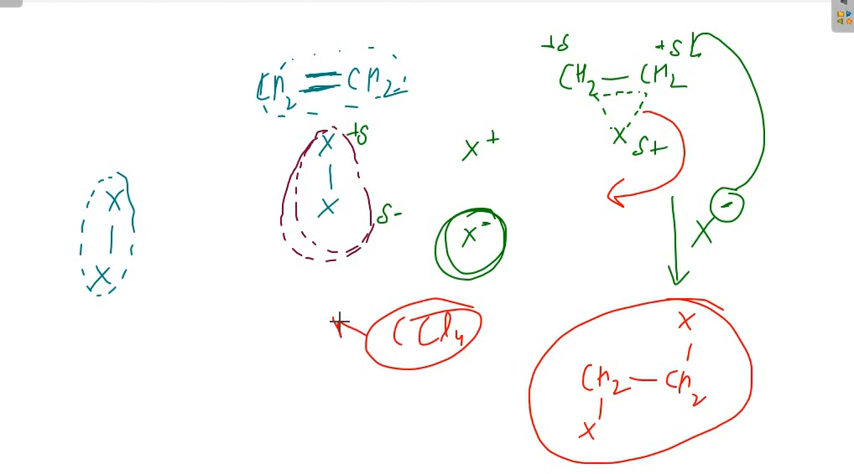 CH₂=CH₂
X +δ
|
X δ-
X
|
X
X⁺
X⁻
+δ +δ
CH₂—CH₂
X δ+
X⁻
CCl₄
X
|
CH₂—CH₂
|
X